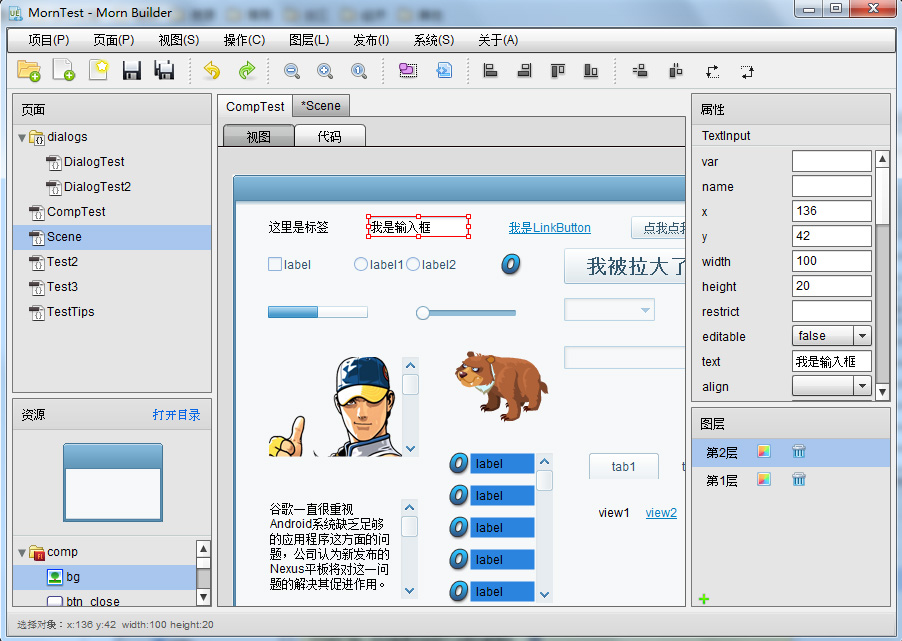 MornTest - Morn Builder
项目(P) 页面(P) 视图(S) 操作(C) 图层(L) 发布(I) 系统(S) 关于(A)
页面
dialogs
DialogTest
DialogTest2
CompTest
Scene
Test2
Test3
TestTips
资源 打开目录
comp
bg
btn_close
CompTest *Scene
视图 代码
这里是标签 我是输入框 我是LinkButton 点我点我
label label1 label2 我被拉大了
label
label
label
label
label
tab1
view1 view2
谷歌一直很重视
Android系统缺乏足够
的应用程序这方面的问
题，公司认为新发布的
Nexus平板将对这一问
题的解决其促进作用。
属性
TextInput
var
name
x 136
y 42
width 100
height 20
restrict
editable false
text 我是输入框
align
图层
第2层
第1层
选择对象：x:136 y:42 width:100 height:20